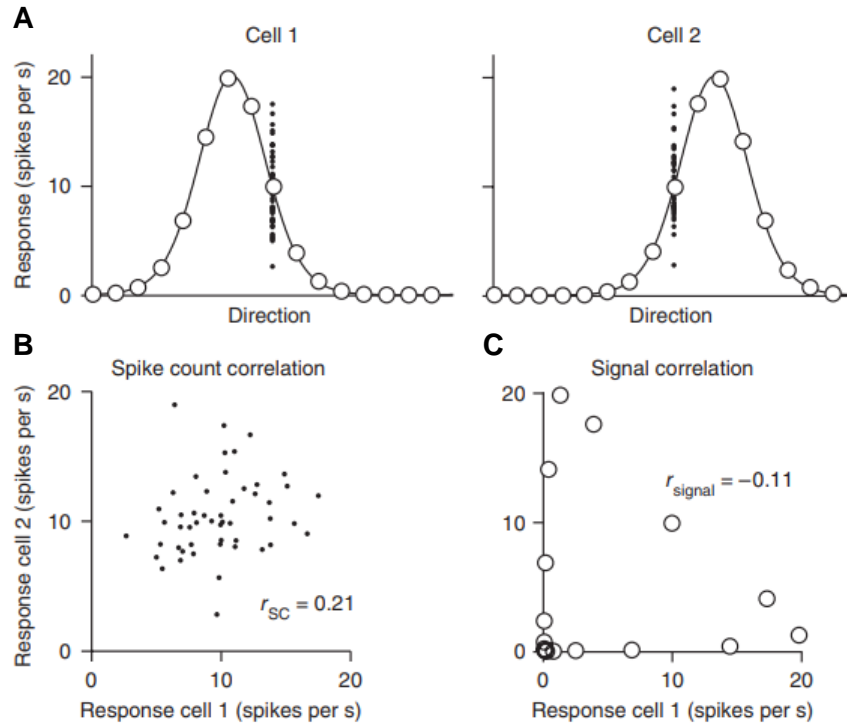 A
Cell 1
Cell 2
Response (spikes per s)
20
10
0
Direction
Direction
B
Spike count correlation
Response cell 2 (spikes per s)
20
10
0
r_SC = 0.21
0
10
20
Response cell 1 (spikes per s)
C
Signal correlation
20
10
0
r_signal = −0.11
0
10
20
Response cell 1 (spikes per s)